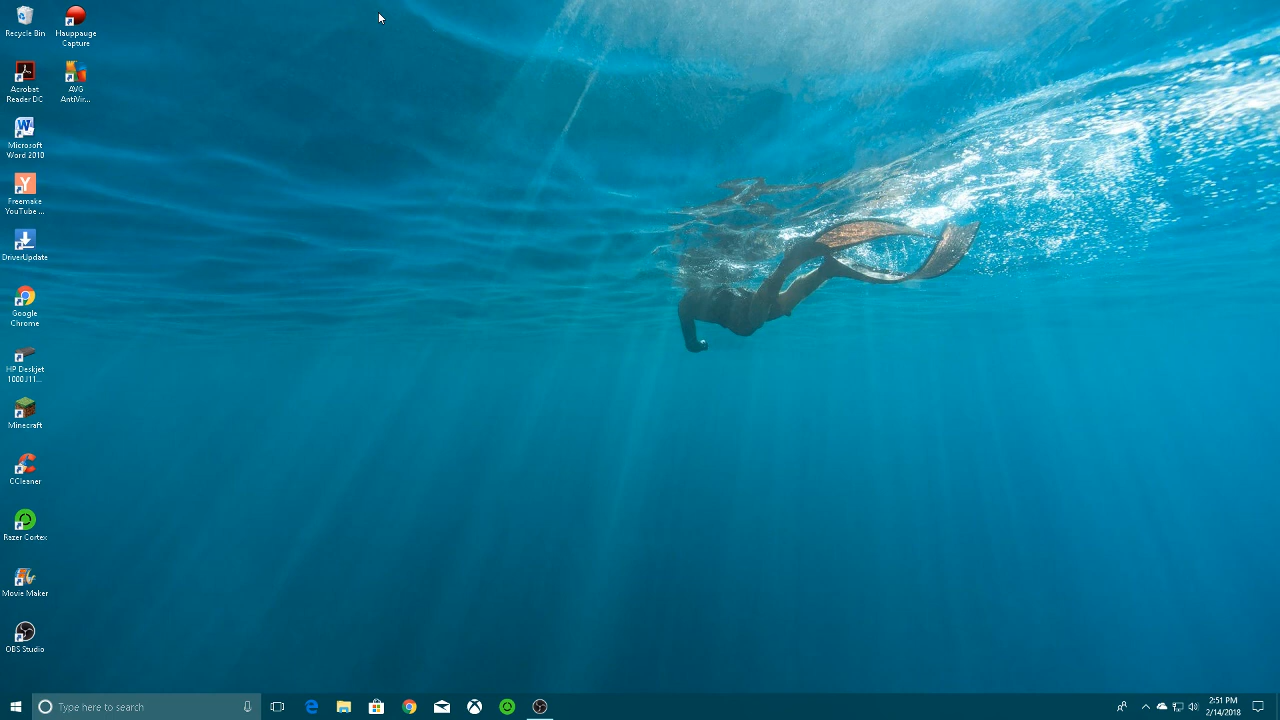 Recycle Bin
Hauppauge
Capture
Acrobat
Reader DC
AVG
AntiVir...
Microsoft
Word 2010
Freemake
YouTube ...
DriverUpdate
Google
Chrome
HP Deskjet
1000 J11...
Minecraft
CCleaner
Razer Cortex
Movie Maker
OBS Studio
Type here to search
2:51 PM
2/14/2018